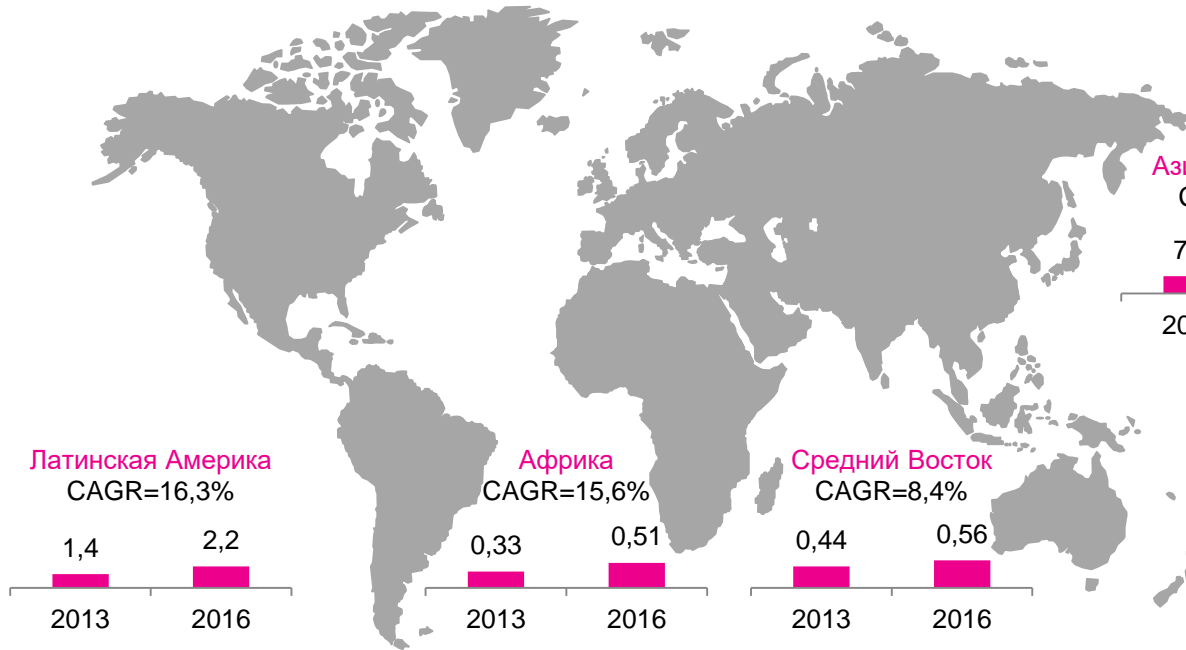 Латинская Америка
CAGR=16,3%
1,4
2,2
2013
2016
Африка
CAGR=15,6%
0,33
0,51
2013
2016
Средний Восток
CAGR=8,4%
0,44
0,56
2013
2016